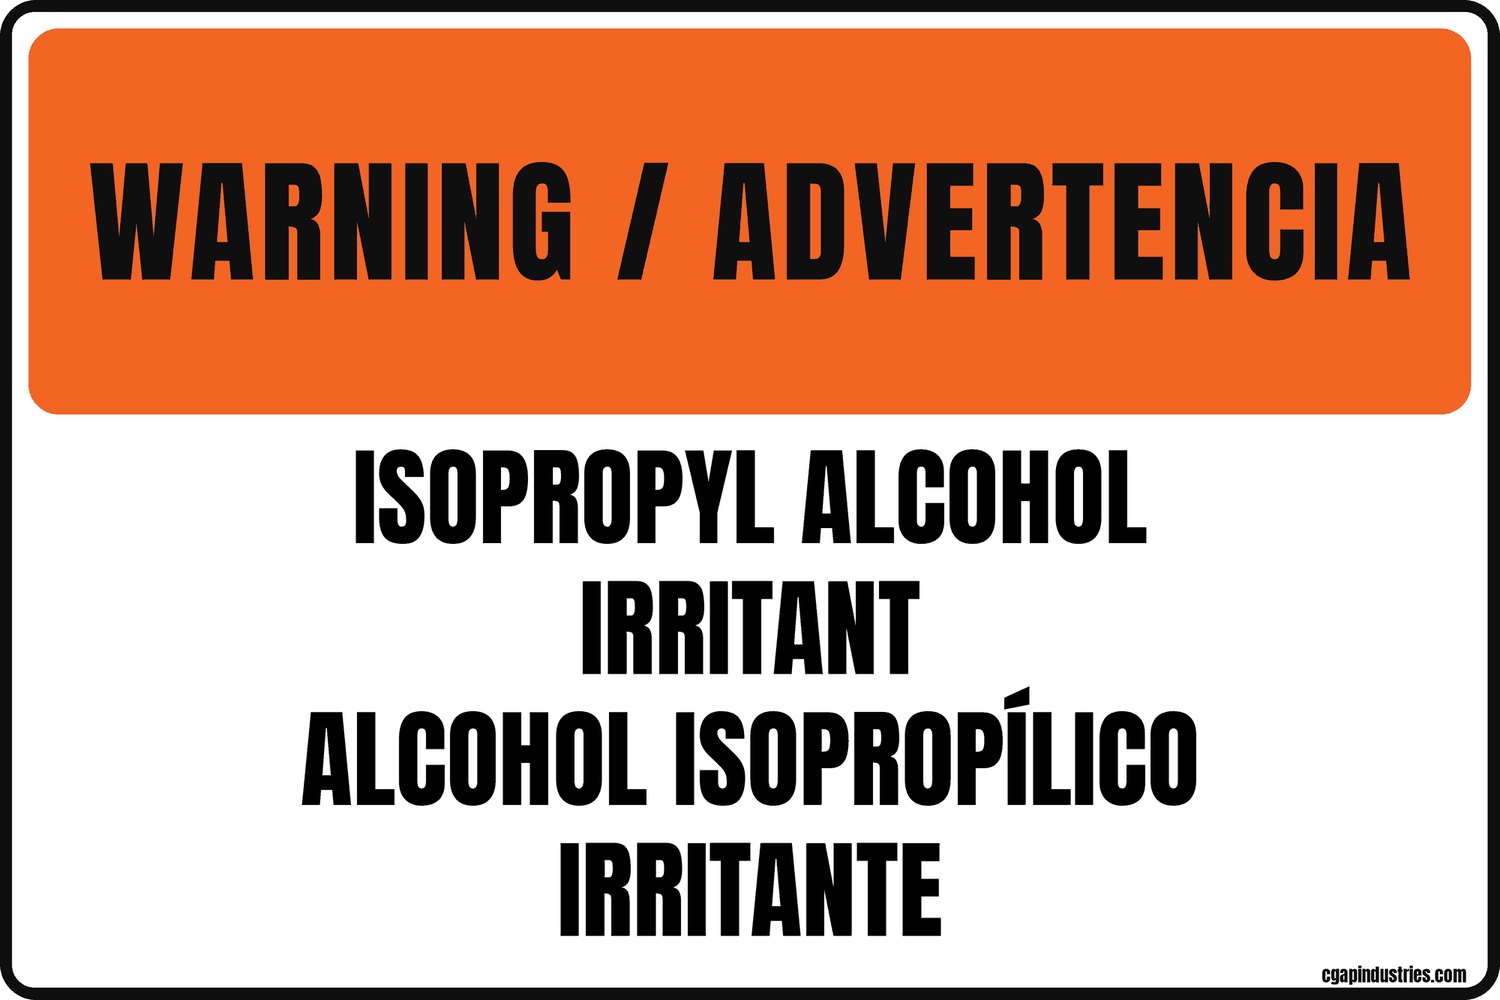 WARNING / ADVERTENCIA
ISOPROPYL ALCOHOL
IRRITANT
ALCOHOL ISOPROPÍLICO
IRRITANTE
cgapindustries.com